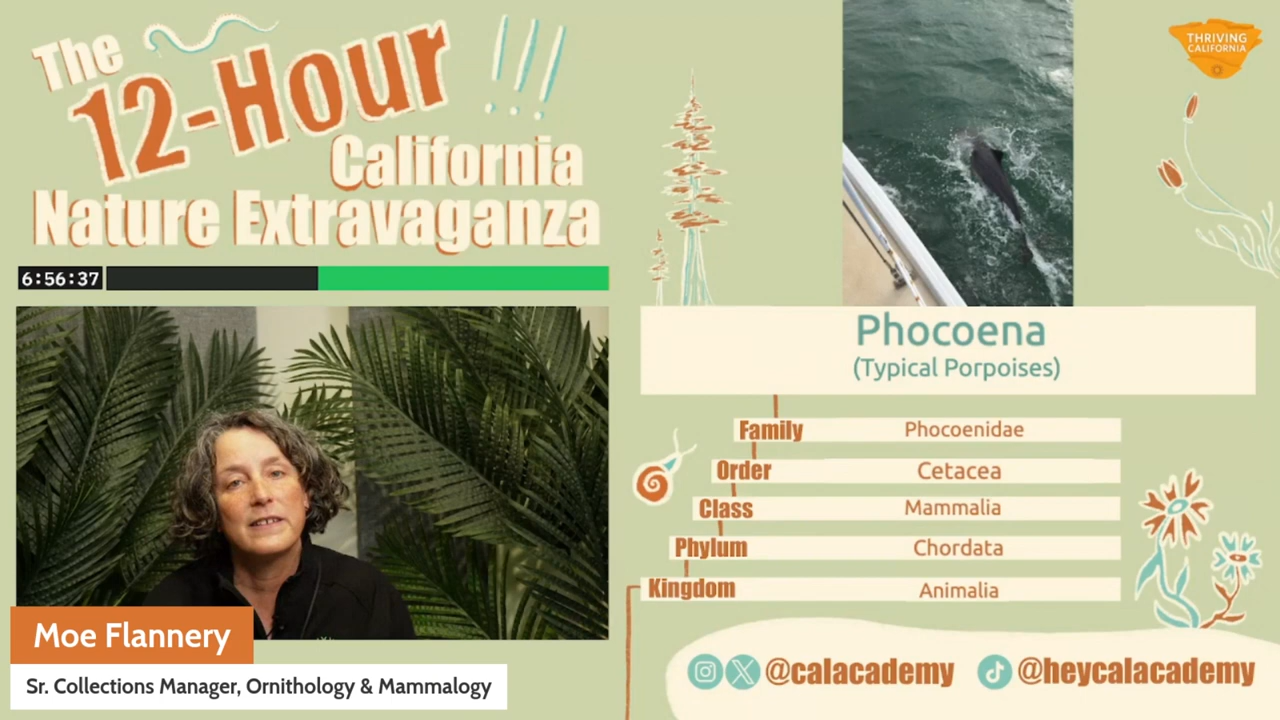 The
12-Hour!!!
California
Nature Extravaganza
6:56:37
Moe Flannery
Sr. Collections Manager, Ornithology & Mammalogy
THRIVING
CALIFORNIA
Phocoena
(Typical Porpoises)
Family Phocoenidae
Order Cetacea
Class Mammalia
Phylum Chordata
Kingdom Animalia
@calacademy @heycalacademy